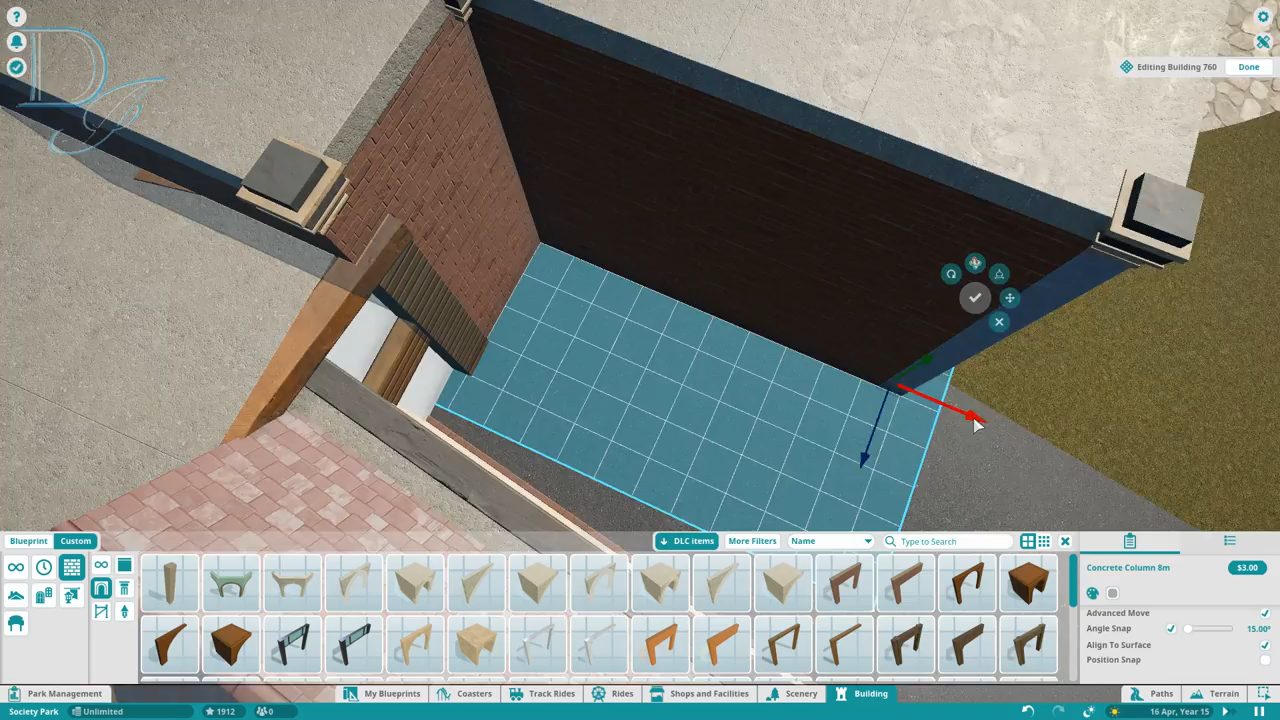 ?
D
Editing Building 760
Done
Blueprint
Custom
DLC items
More Filters
Name
Type to Search
Concrete Column 8m
$3.00
Advanced Move
Angle Snap
15.00°
Align To Surface
Position Snap
Park Management
My Blueprints
Coasters
Track Rides
Rides
Shops and Facilities
Scenery
Building
Paths
Terrain
Society Park
Unlimited
1912
0
16 Apr, Year 15